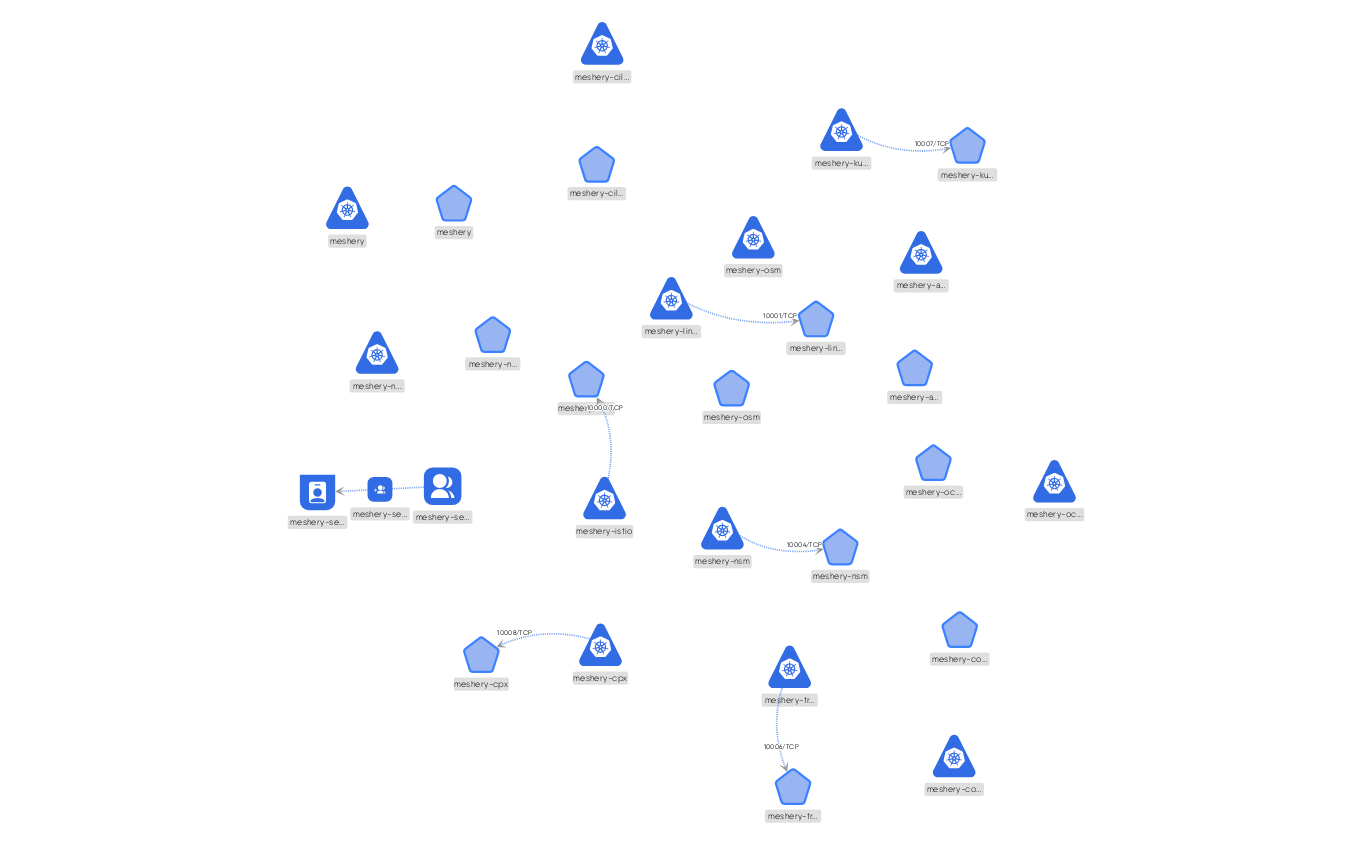 meshery-cil...
10007/TCP
meshery-ku...
meshery-ku...
meshery-cil...
meshery
meshery
meshery-osm
meshery-a...
10001/TCP
meshery-lin...
meshery-lin...
meshery-n...
meshery-n...
10000/TCP
meshery-osm
meshery-a...
meshery-oc...
meshery-oc...
meshery-se...
meshery-se...
meshery-se...
meshery-istio
10004/TCP
meshery-nsm
meshery-nsm
10008/TCP
meshery-cpx
meshery-cpx
meshery-co...
meshery-tr...
10006/TCP
meshery-co...
meshery-tr...